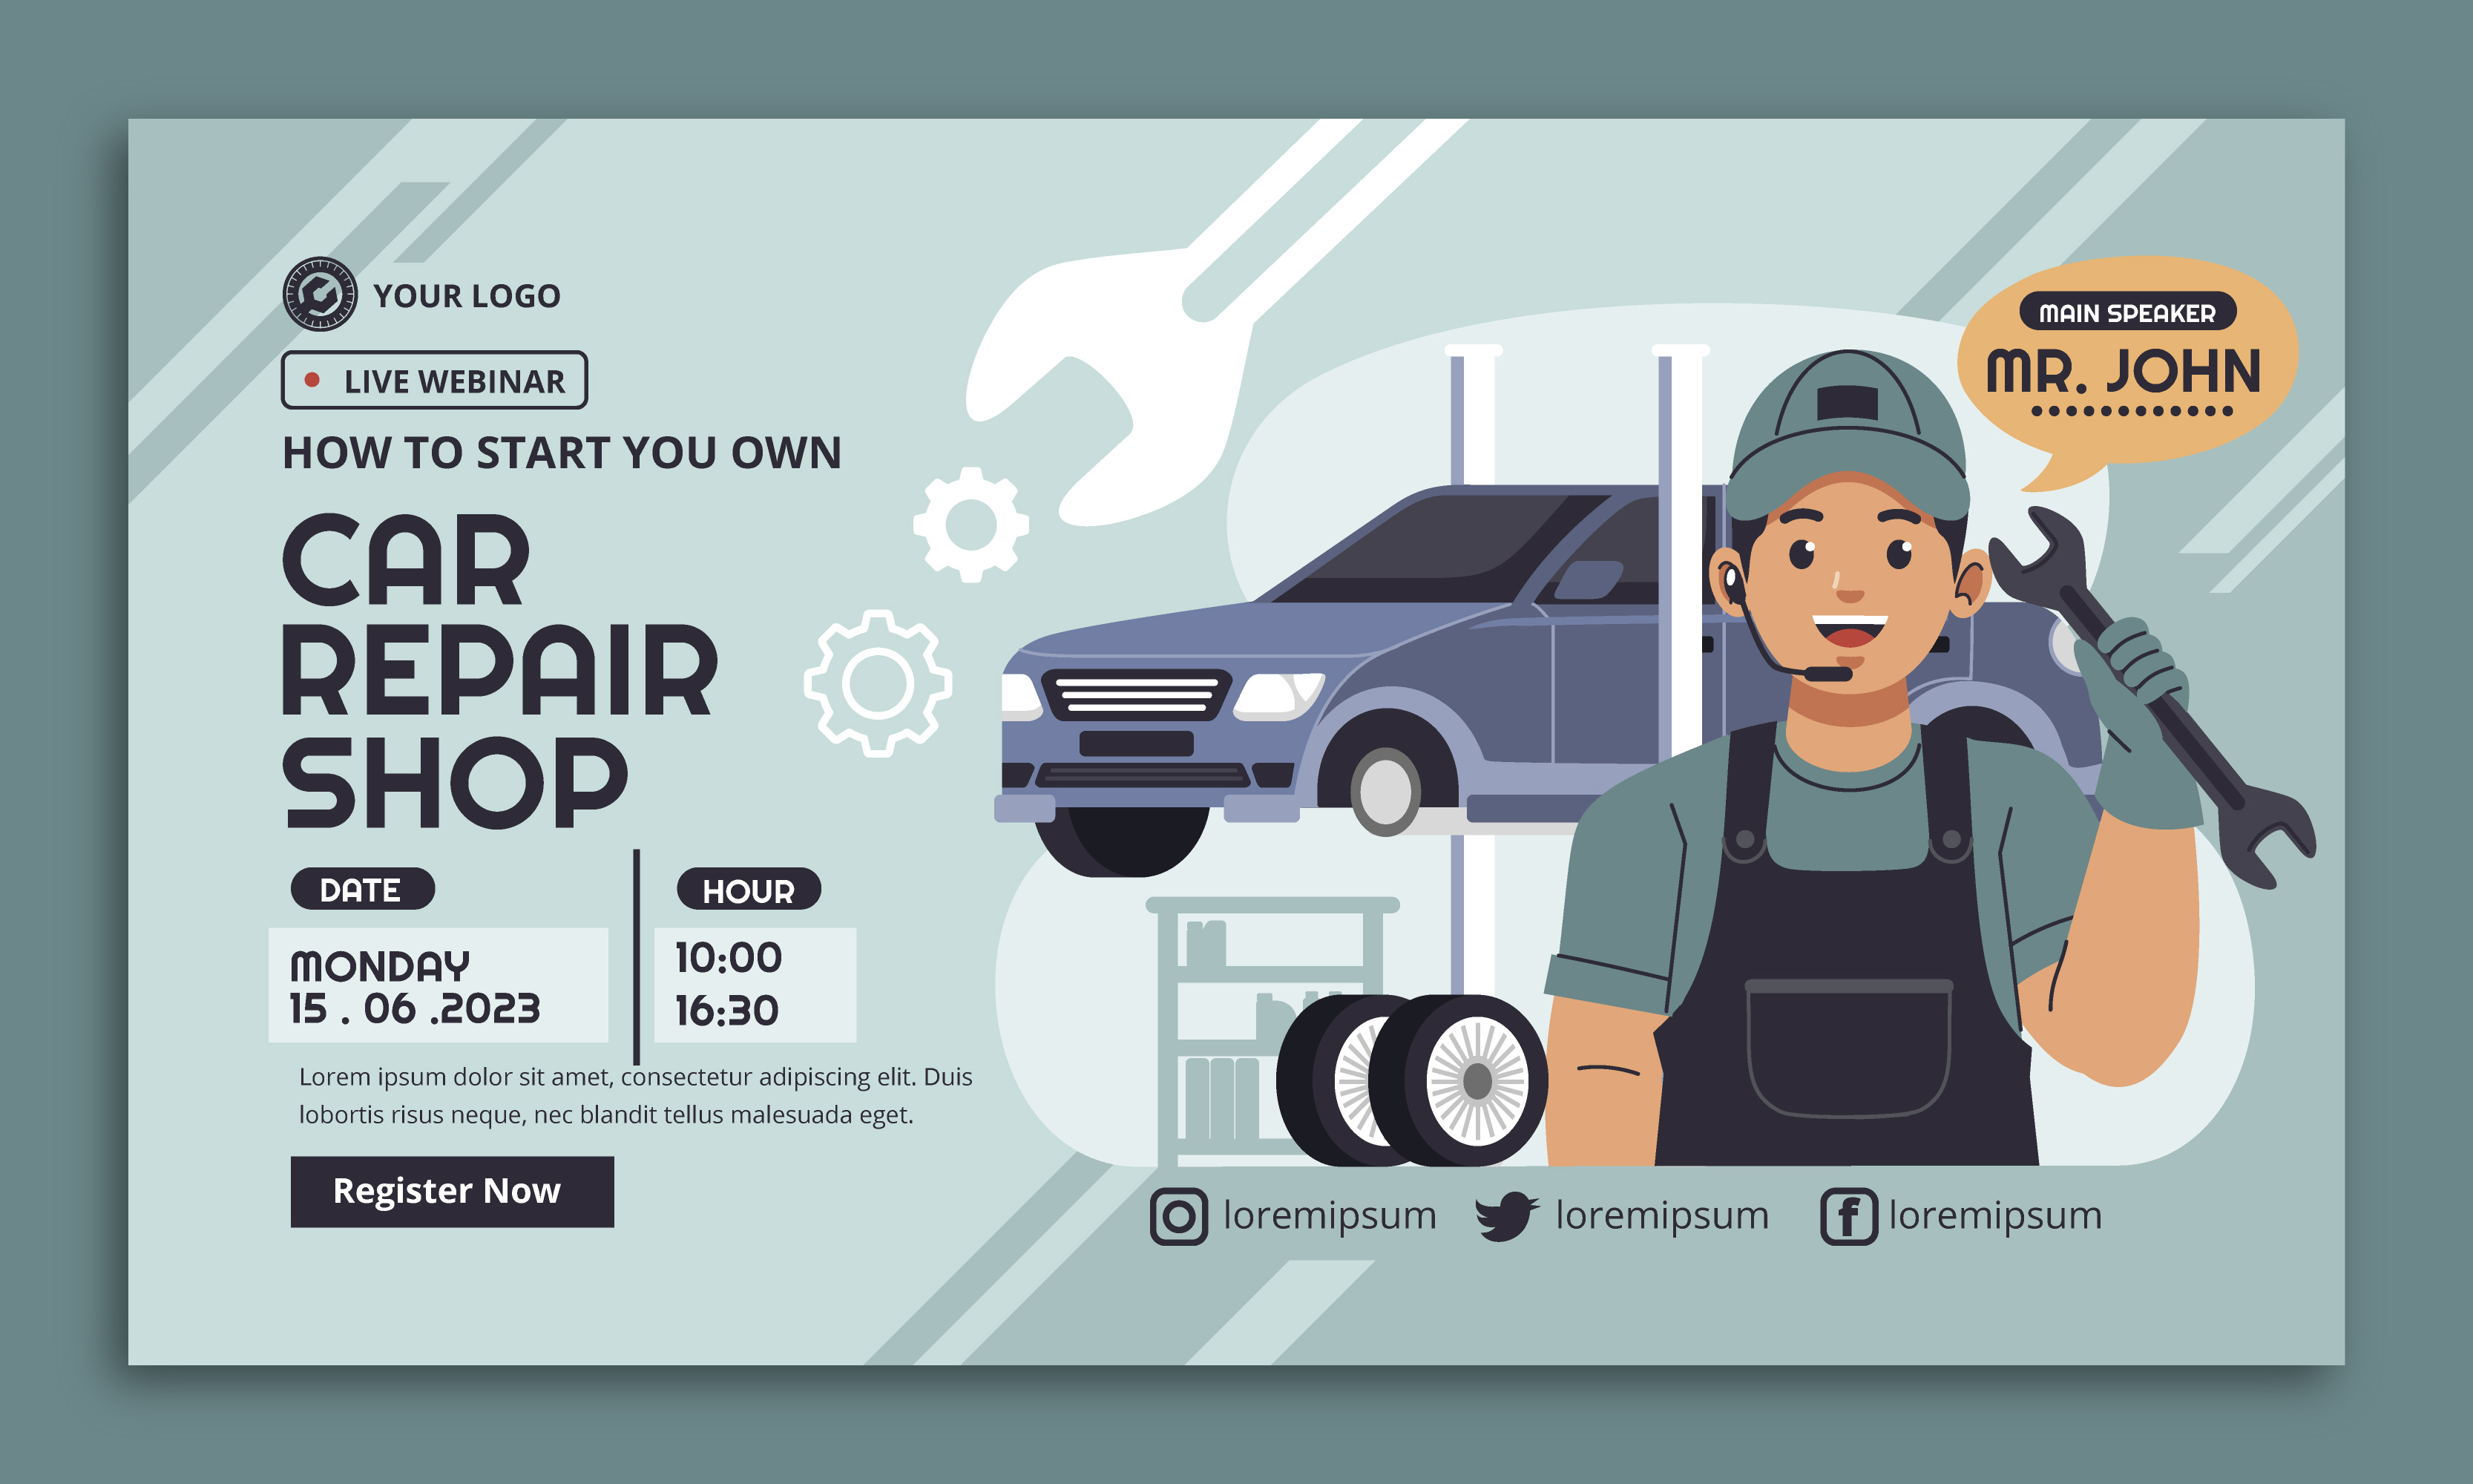 YOUR LOGO
LIVE WEBINAR
HOW TO START YOU OWN
CAR
REPAIR
SHOP
DATE
MONDAY
15 . 06 .2023
HOUR
10:00
16:30
Lorem ipsum dolor sit amet, consectetur adipiscing elit. Duis
lobortis risus neque, nec blandit tellus malesuada eget.
Register Now
MAIN SPEAKER
MR. JOHN
loremipsum
loremipsum
loremipsum